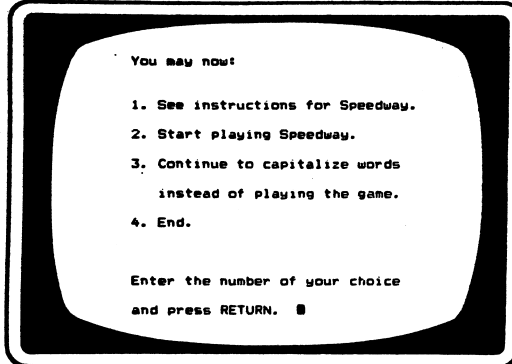 You may now:
1. See instructions for Speedway.
2. Start playing Speedway.
3. Continue to capitalize words
instead of playing the game.
4. End.
Enter the number of your choice
and press RETURN.